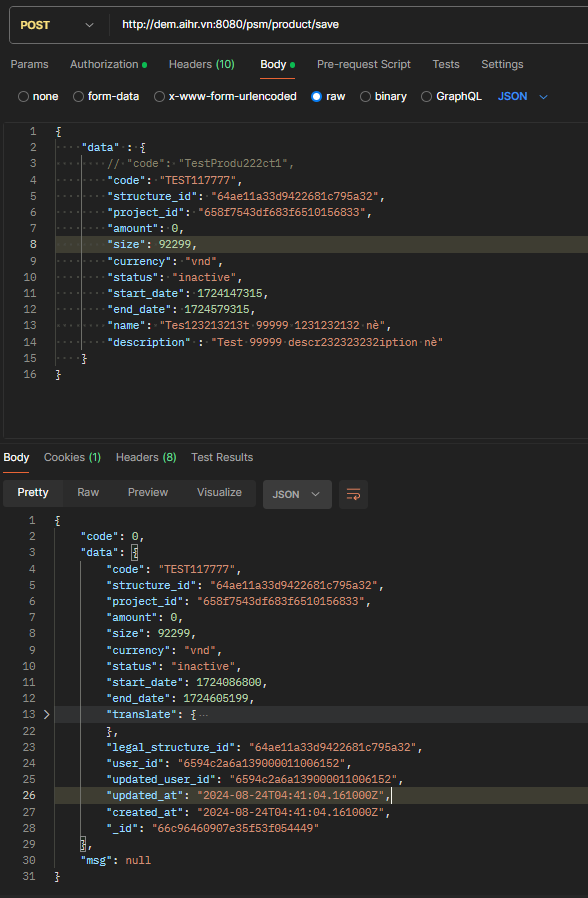 POST http://dem.aihr.vn:8080/psm/product/save
Params Authorization Headers (10) Body Pre-request Script Tests Settings
none form-data x-www-form-urlencoded raw binary GraphQL JSON
1 {
2 "data" : {
3 // "code": "TestProdu222ct1",
4 "code": "TEST117777",
5 "structure_id": "64ae11a33d9422681c795a32",
6 "project_id": "658f7543df683f6510156833",
7 "amount": 0,
8 "size": 92299,
9 "currency": "vnd",
10 "status": "inactive",
11 "start_date": 1724147315,
12 "end_date": 1724579315,
13 "name": "Tes123213213t 99999 1231232132 nè",
14 "description" : "Test 99999 descr232323232iption nè"
15 }
16 }
Body Cookies (1) Headers (8) Test Results
Pretty Raw Preview Visualize JSON
1 {
2 "code": 0,
3 "data": {
4 "code": "TEST117777",
5 "structure_id": "64ae11a33d9422681c795a32",
6 "project_id": "658f7543df683f6510156833",
7 "amount": 0,
8 "size": 92299,
9 "currency": "vnd",
10 "status": "inactive",
11 "start_date": 1724086800,
12 "end_date": 1724605199,
13 "translate": { ...
22 },
23 "legal_structure_id": "64ae11a33d9422681c795a32",
24 "user_id": "6594c2a6a139000011006152",
25 "updated_user_id": "6594c2a6a139000011006152",
26 "updated_at": "2024-08-24T04:41:04.161000Z",
27 "created_at": "2024-08-24T04:41:04.161000Z",
28 "_id": "66c96460907e35f53f054449"
29 },
30 "msg": null
31 }